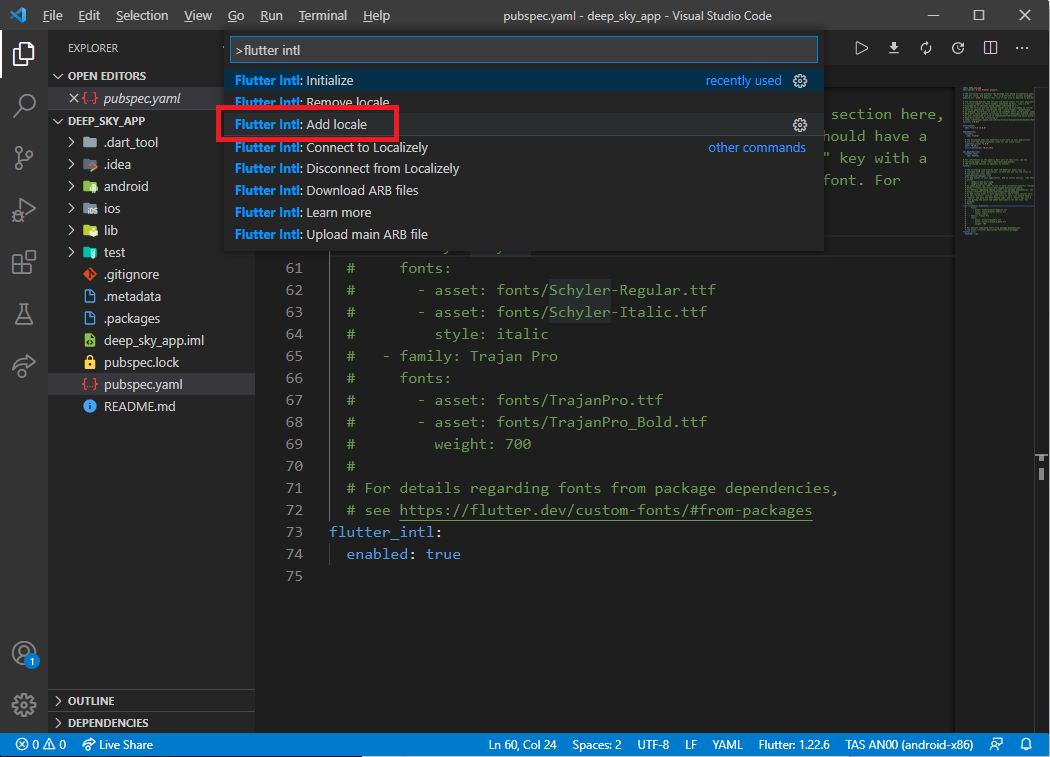 File Edit Selection View Go Run Terminal Help
pubspec.yaml - deep_sky_app - Visual Studio Code
EXPLORER
>flutter intl
OPEN EDITORS
Flutter Intl: Initialize
recently used
pubspec.yaml
Flutter Intl: Remove locale
DEEP_SKY_APP
Flutter Intl: Add locale
section here,
.dart_tool
Flutter Intl: Connect to Localizely
other commands
hould have a
.idea
Flutter Intl: Disconnect from Localizely
" key with a
android
Flutter Intl: Download ARB files
font. For
ios
Flutter Intl: Learn more
lib
Flutter Intl: Upload main ARB file
test
61 # fonts:
.gitignore
62 # - asset: fonts/Schyler-Regular.ttf
.metadata
63 # - asset: fonts/Schyler-Italic.ttf
.packages
64 # style: italic
deep_sky_app.iml
65 # - family: Trajan Pro
pubspec.lock
66 # fonts:
pubspec.yaml
67 # - asset: fonts/TrajanPro.ttf
README.md
68 # - asset: fonts/TrajanPro_Bold.ttf
69 # weight: 700
70 #
71 # For details regarding fonts from package dependencies,
72 # see https://flutter.dev/custom-fonts/#from-packages
73 flutter_intl:
74 enabled: true
75
1
OUTLINE
DEPENDENCIES
0 0 Live Share
Ln 60, Col 24 Spaces: 2 UTF-8 LF YAML Flutter: 1.22.6 TAS AN00 (android-x86)